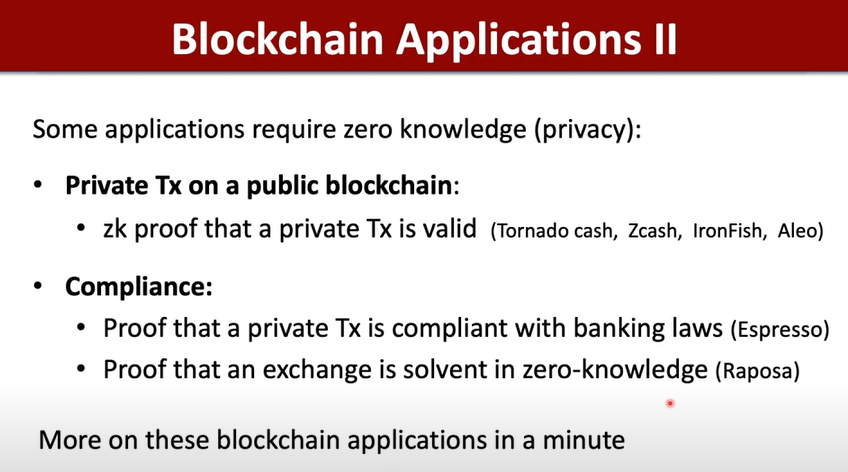 Blockchain Applications II
Some applications require zero knowledge (privacy):
• Private Tx on a public blockchain:
• zk proof that a private Tx is valid (Tornado cash, Zcash, IronFish, Aleo)
• Compliance:
• Proof that a private Tx is compliant with banking laws (Espresso)
• Proof that an exchange is solvent in zero-knowledge (Raposa)
More on these blockchain applications in a minute